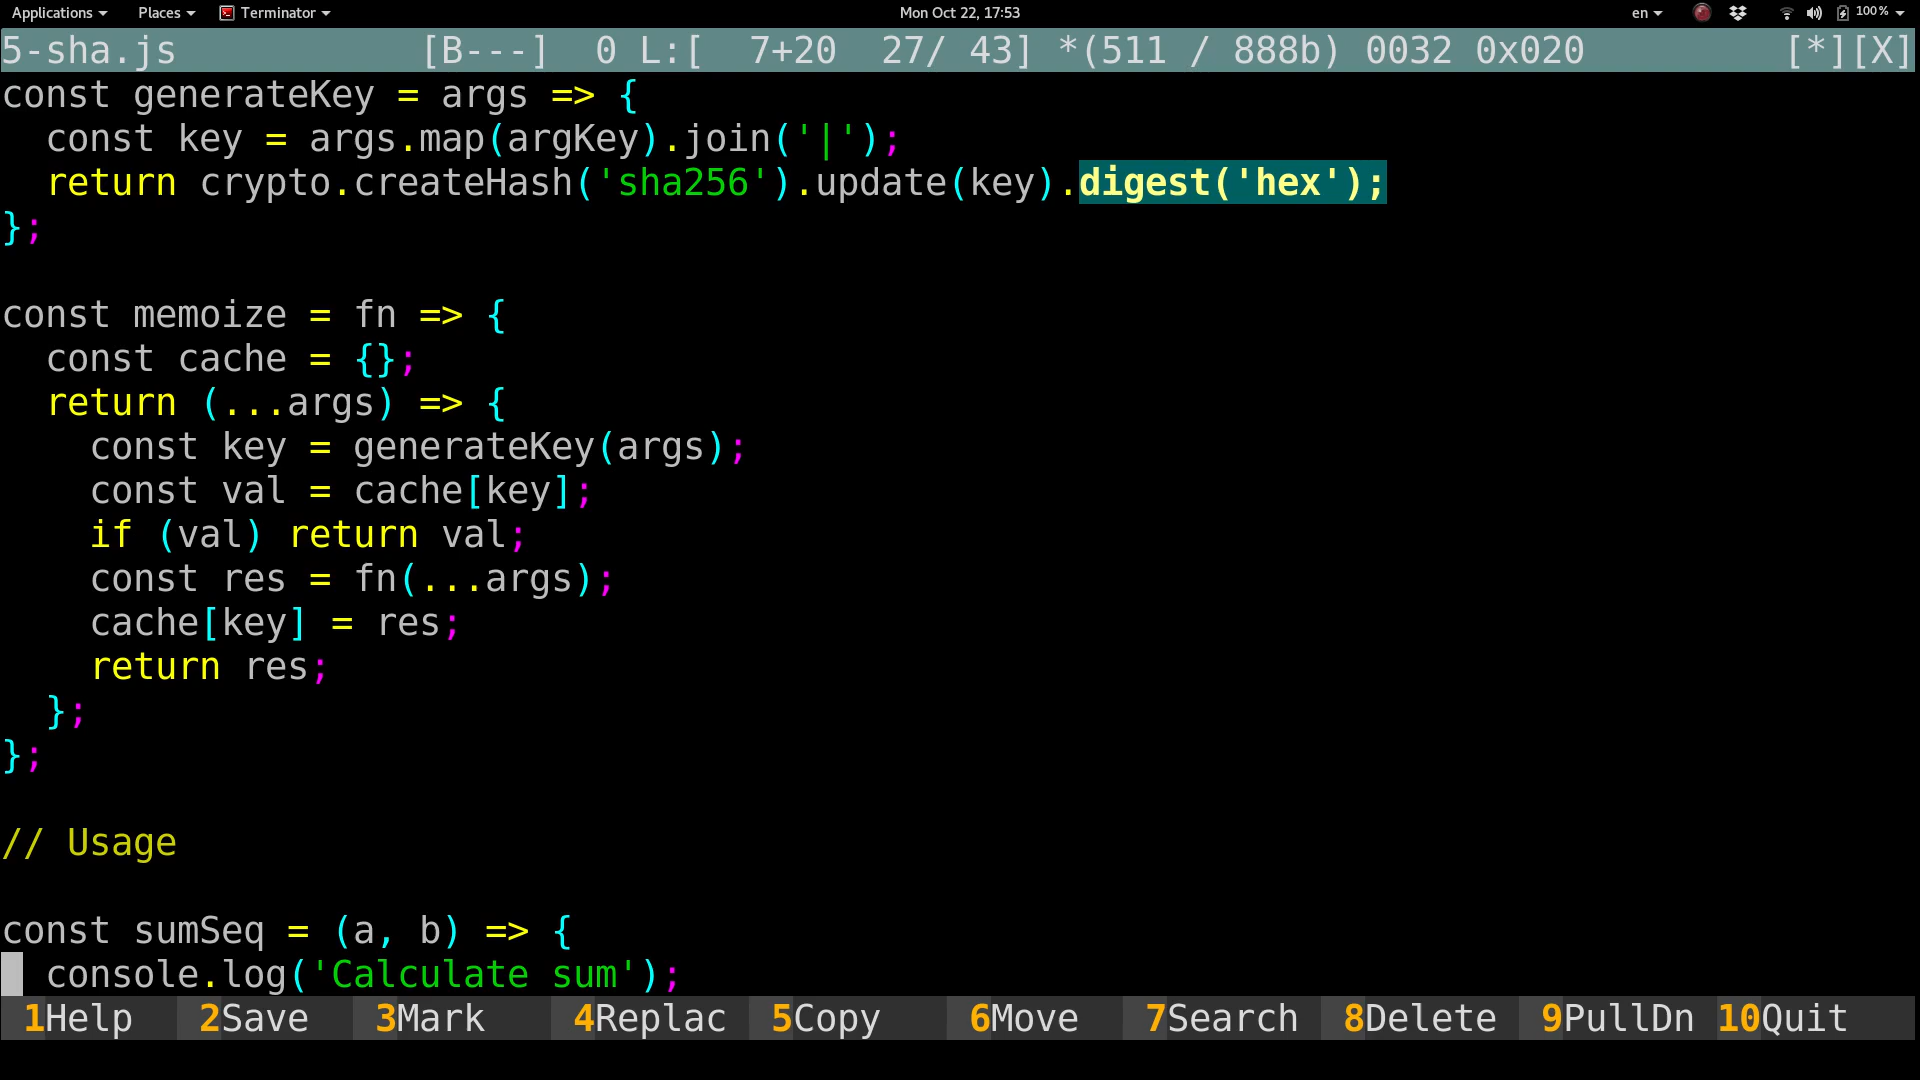 Applications Places Terminator Mon Oct 22, 17:53 en 100%
5-sha.js [B---] 0 L:[ 7+20 27/ 43] *(511 / 888b) 0032 0x020 [*][X]
const generateKey = args => {
  const key = args.map(argKey).join('|');
  return crypto.createHash('sha256').update(key).digest('hex');
};
const memoize = fn => {
  const cache = {};
  return (...args) => {
    const key = generateKey(args);
    const val = cache[key];
    if (val) return val;
    const res = fn(...args);
    cache[key] = res;
    return res;
  };
};
// Usage
const sumSeq = (a, b) => {
  console.log('Calculate sum');
1Help 2Save 3Mark 4Replac 5Copy 6Move 7Search 8Delete 9PullDn 10Quit